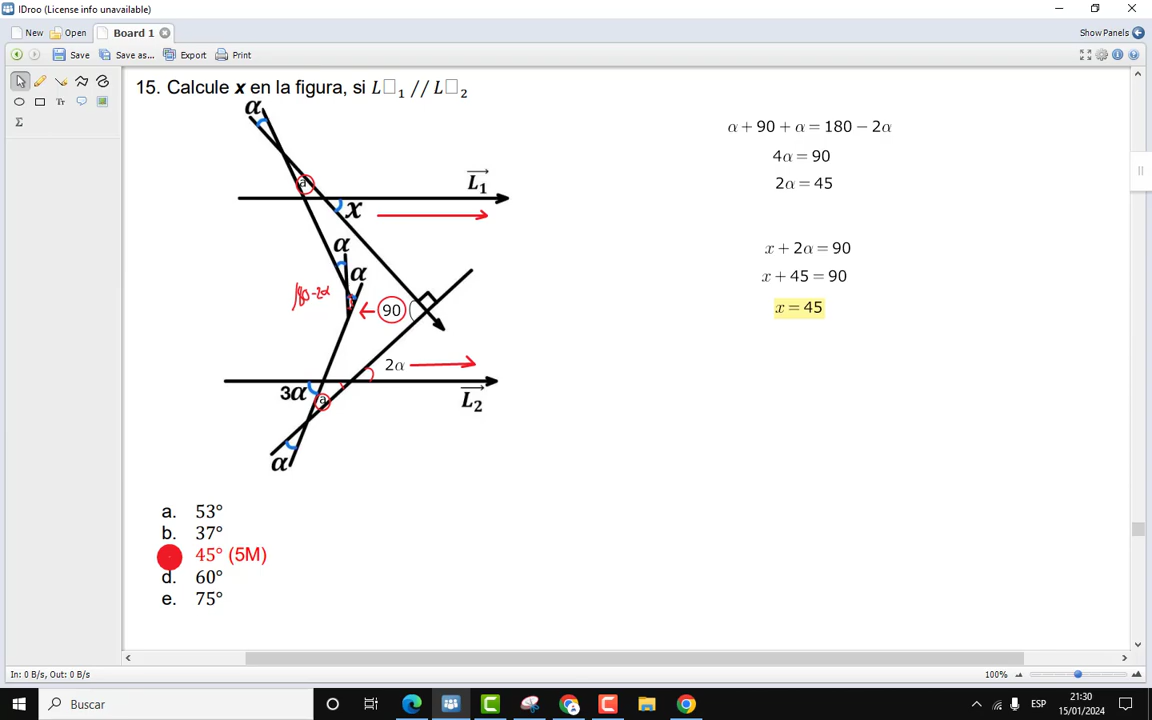 IDroo (License info unavailable)
New Open Board 1 Show Panels
Save Save as... Export Print
Tr
Σ
15. Calcule x en la figura, si L□₁ // L□₂
α
α + 90 + α = 180 − 2α
4α = 90
2α = 45
a
L₁
x
α
α
x + 2α = 90
x + 45 = 90
x = 45
180-2α
90
2α
3α
a
L₂
α
a. 53°
b. 37°
45° (5M)
d. 60°
e. 75°
In: 0 B/s, Out: 0 B/s
100%
Buscar
ESP
21:30
15/01/2024